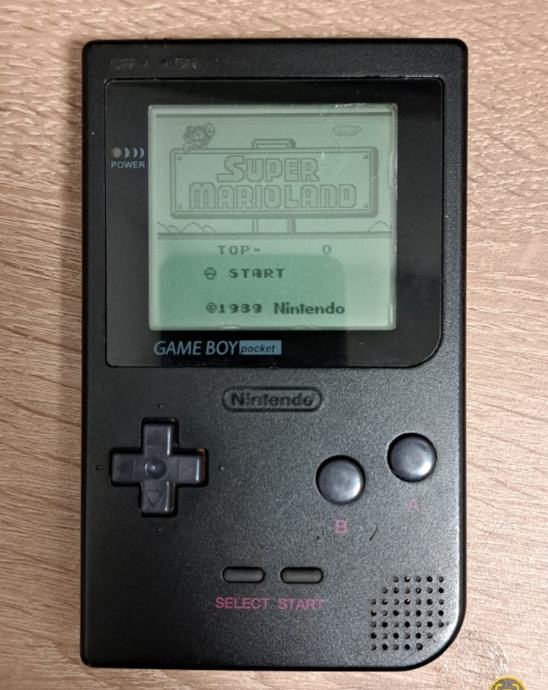 OFF ON
POWER
SUPER
MARIOLAND
TOP- 0
START
©1989 Nintendo
GAME BOY pocket
Nintendo
B A
SELECT START